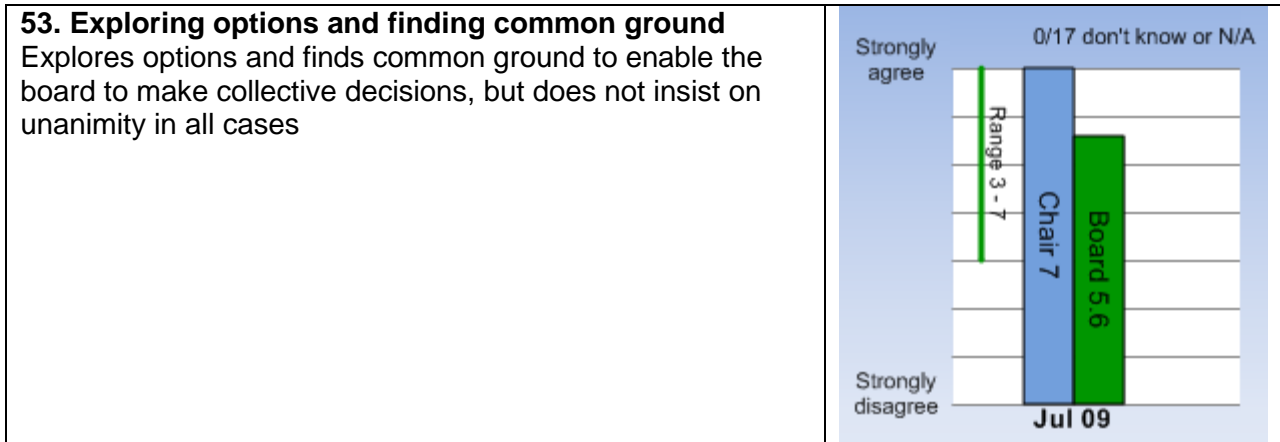 53. Exploring options and finding common ground
Explores options and finds common ground to enable the
board to make collective decisions, but does not insist on
unanimity in all cases
0/17 don't know or N/A
Strongly
agree
Range 3 - 7
Chair 7
Board 5.6
Strongly
disagree
Jul 09